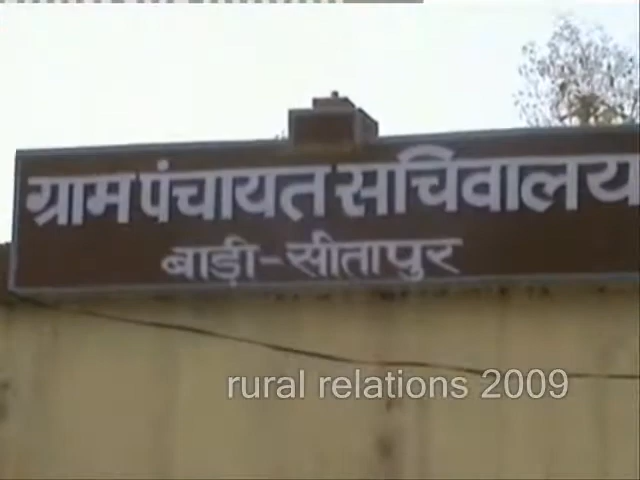 ग्राम पंचायत सचिवालय
बाड़ी-सीतापुर
rural relations 2009